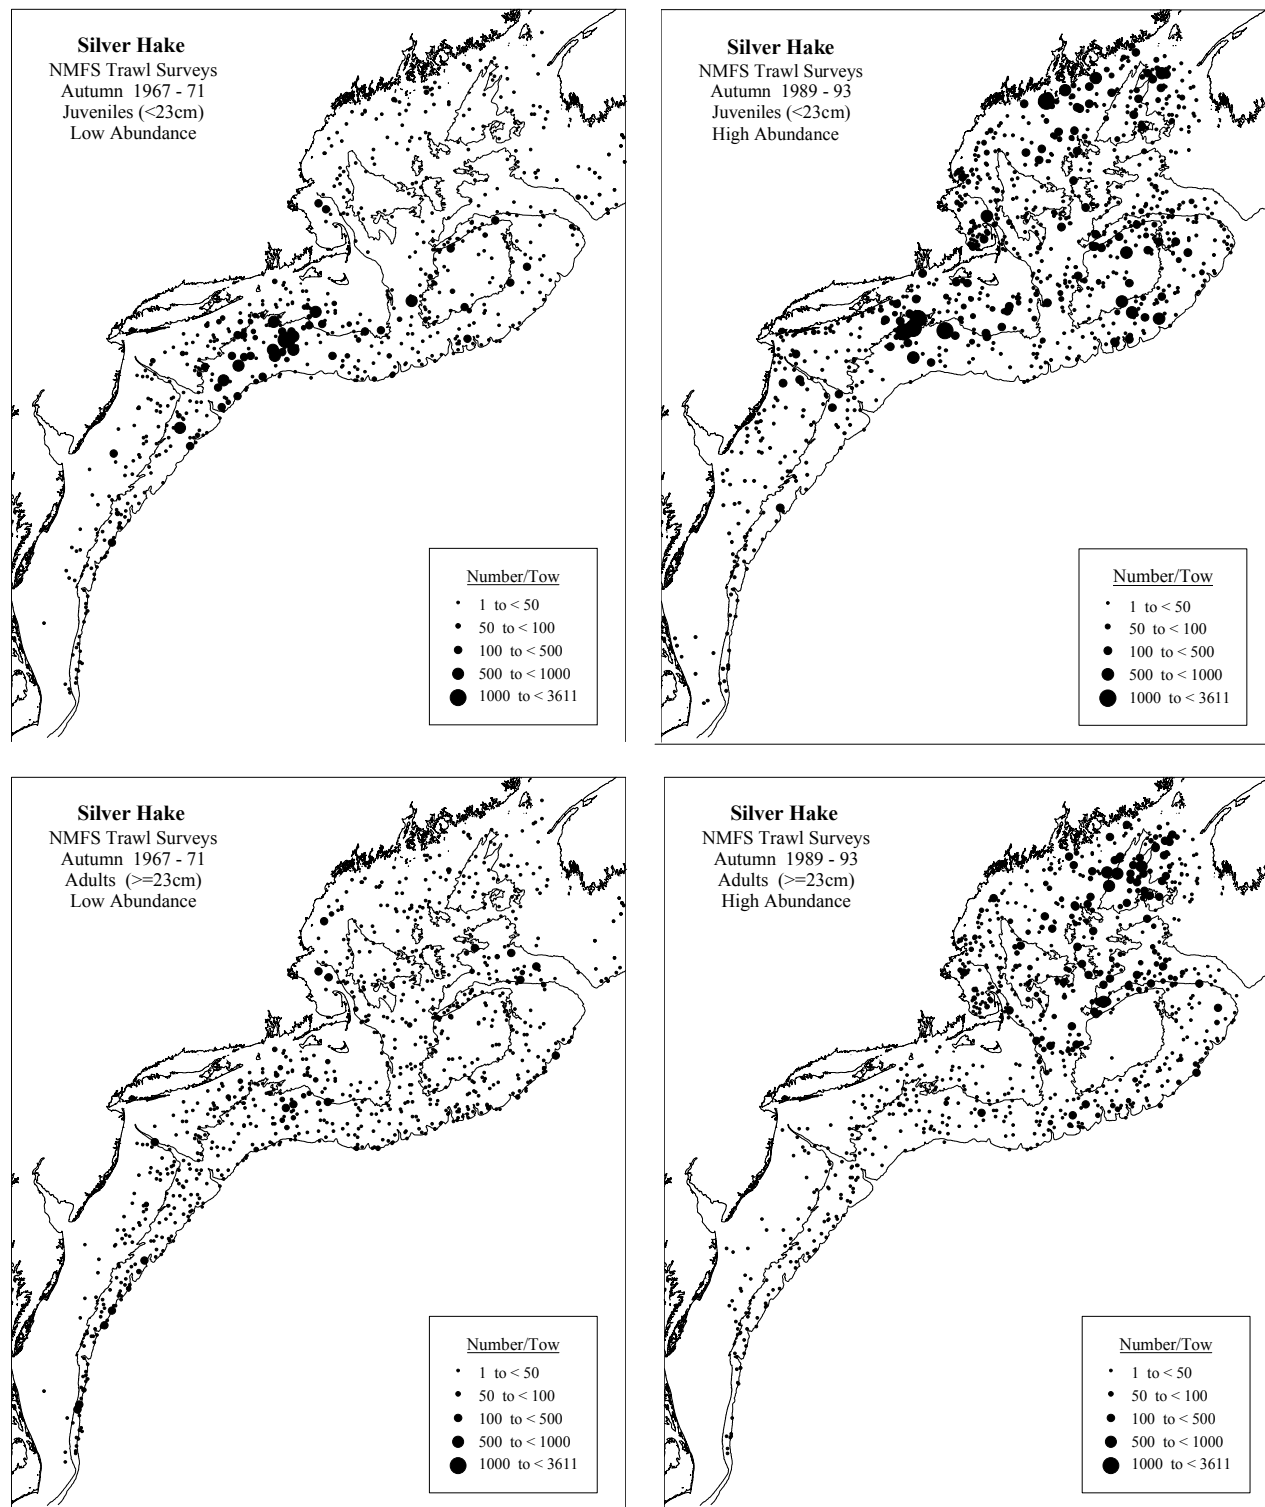 Silver Hake
NMFS Trawl Surveys
Autumn 1967 - 71
Juveniles (<23cm)
Low Abundance
Number/Tow
1 to < 50
50 to < 100
100 to < 500
500 to < 1000
1000 to < 3611
Silver Hake
NMFS Trawl Surveys
Autumn 1989 - 93
Juveniles (<23cm)
High Abundance
Number/Tow
1 to < 50
50 to < 100
100 to < 500
500 to < 1000
1000 to < 3611
Silver Hake
NMFS Trawl Surveys
Autumn 1967 - 71
Adults (>=23cm)
Low Abundance
Number/Tow
1 to < 50
50 to < 100
100 to < 500
500 to < 1000
1000 to < 3611
Silver Hake
NMFS Trawl Surveys
Autumn 1989 - 93
Adults (>=23cm)
High Abundance
Number/Tow
1 to < 50
50 to < 100
100 to < 500
500 to < 1000
1000 to < 3611